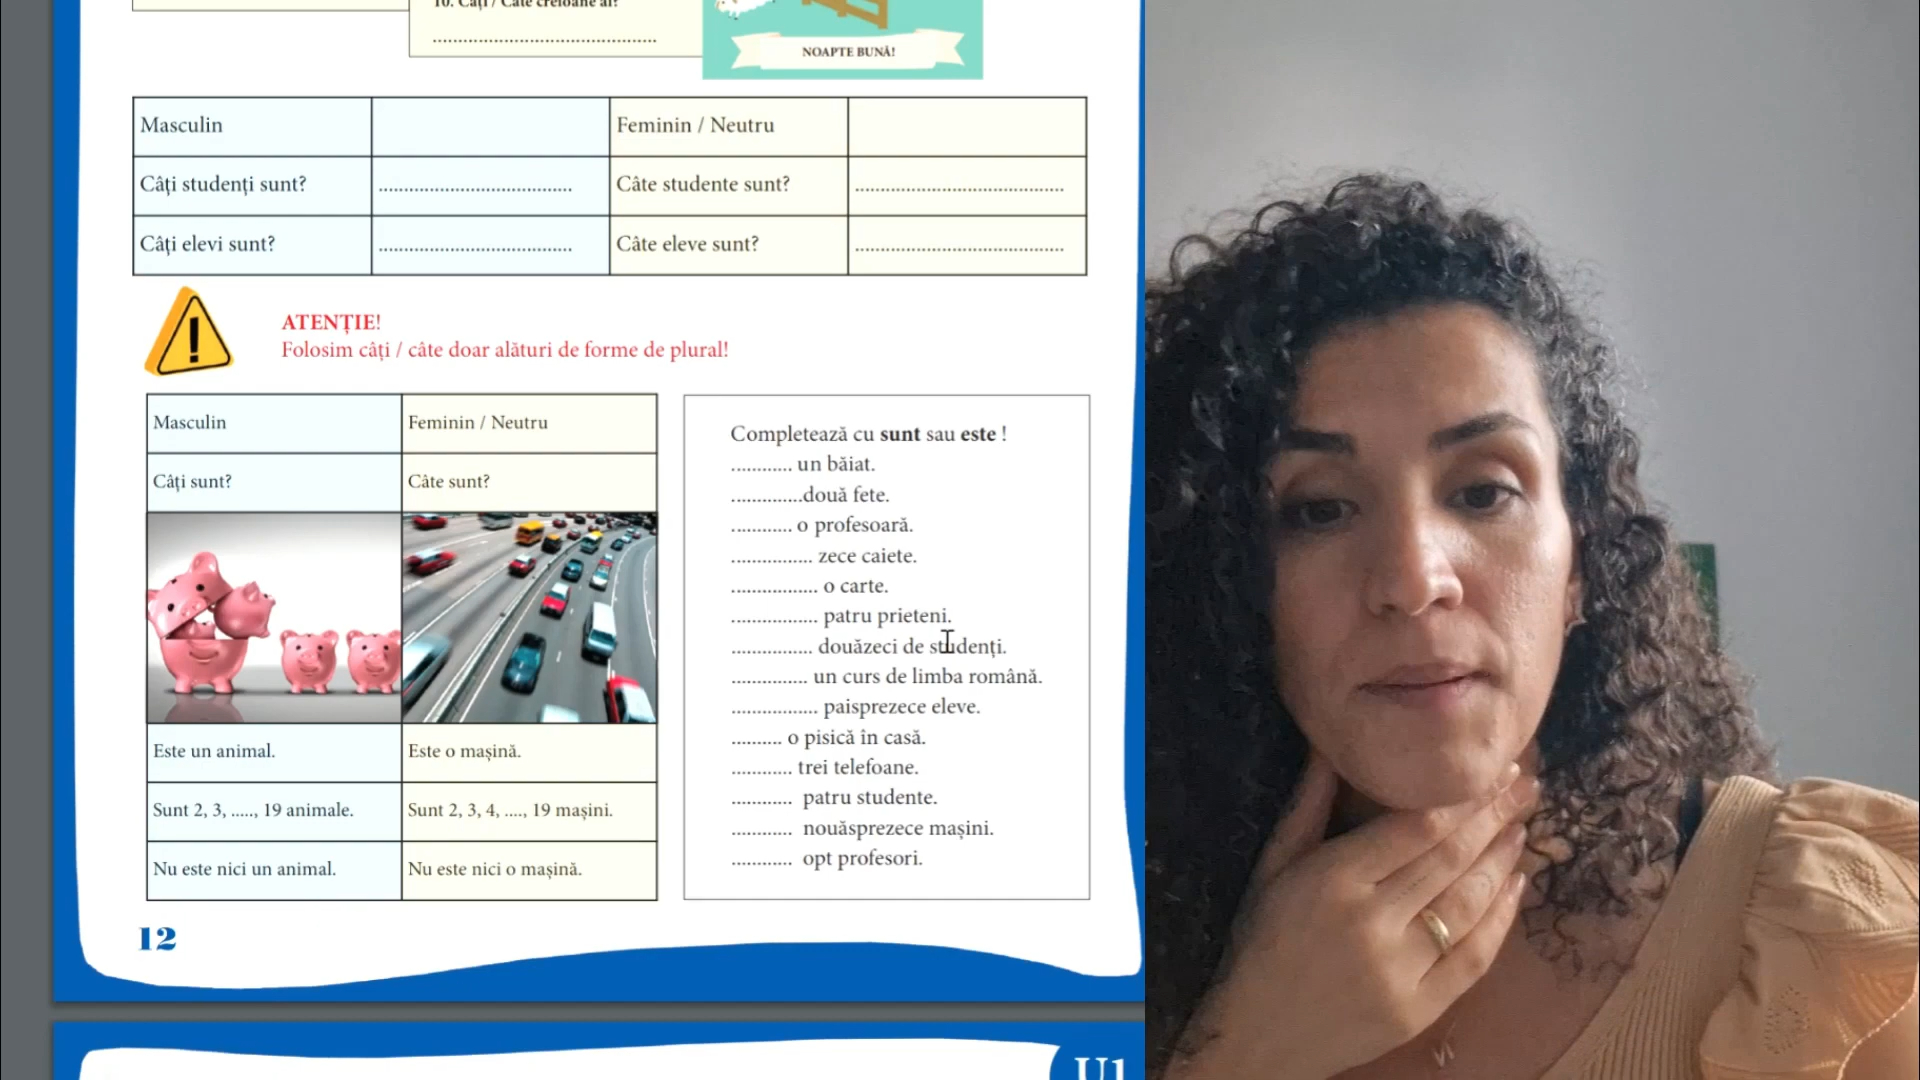 10. Câți / Câte creioane ai?
..............................................
NOAPTE BUNĂ!
Masculin
Feminin / Neutru
Câți studenți sunt?
.......................................
Câte studente sunt?
..........................................
Câți elevi sunt?
.......................................
Câte eleve sunt?
..........................................
ATENȚIE!
Folosim câți / câte doar alături de forme de plural!
Masculin
Feminin / Neutru
Câți sunt?
Câte sunt?
Este un animal.
Este o mașină.
Sunt 2, 3, ....., 19 animale.
Sunt 2, 3, 4, ...., 19 mașini.
Nu este nici un animal.
Nu este nici o mașină.
Completează cu sunt sau este !
............ un băiat.
..............două fete.
............ o profesoară.
................ zece caiete.
................. o carte.
................. patru prieteni.
................ douăzeci de studenți.
............... un curs de limba română.
................. paisprezece eleve.
.......... o pisică în casă.
............ trei telefoane.
............ patru studente.
............ nouăsprezece mașini.
............ opt profesori.
12
U1